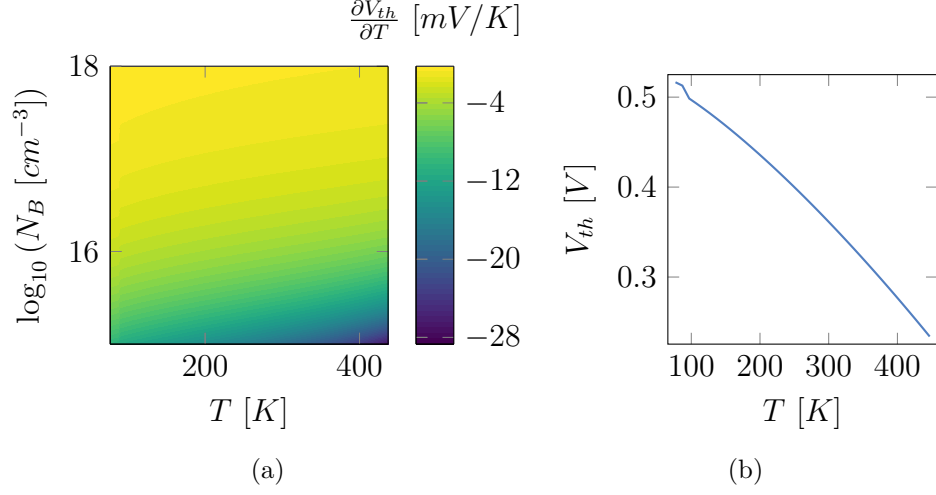 ∂V_th/∂T [mV/K]
18
16
log₁₀(N_B [cm⁻³])
200
400
T [K]
−4
−12
−20
−28
(a)
0.5
0.4
0.3
V_th [V]
100
200
300
400
T [K]
(b)